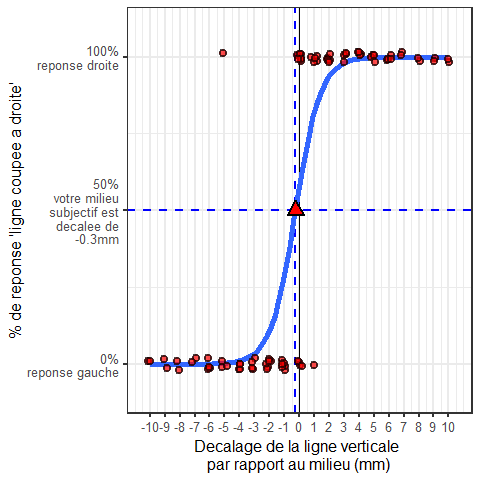 % de reponse 'ligne coupee a droite'
100%
reponse droite
50%
votre milieu
subjectif est
decalee de
-0.3mm
0%
reponse gauche
-10 -9 -8 -7 -6 -5 -4 -3 -2 -1 0 1 2 3 4 5 6 7 8 9 10
Decalage de la ligne verticale
par rapport au milieu (mm)